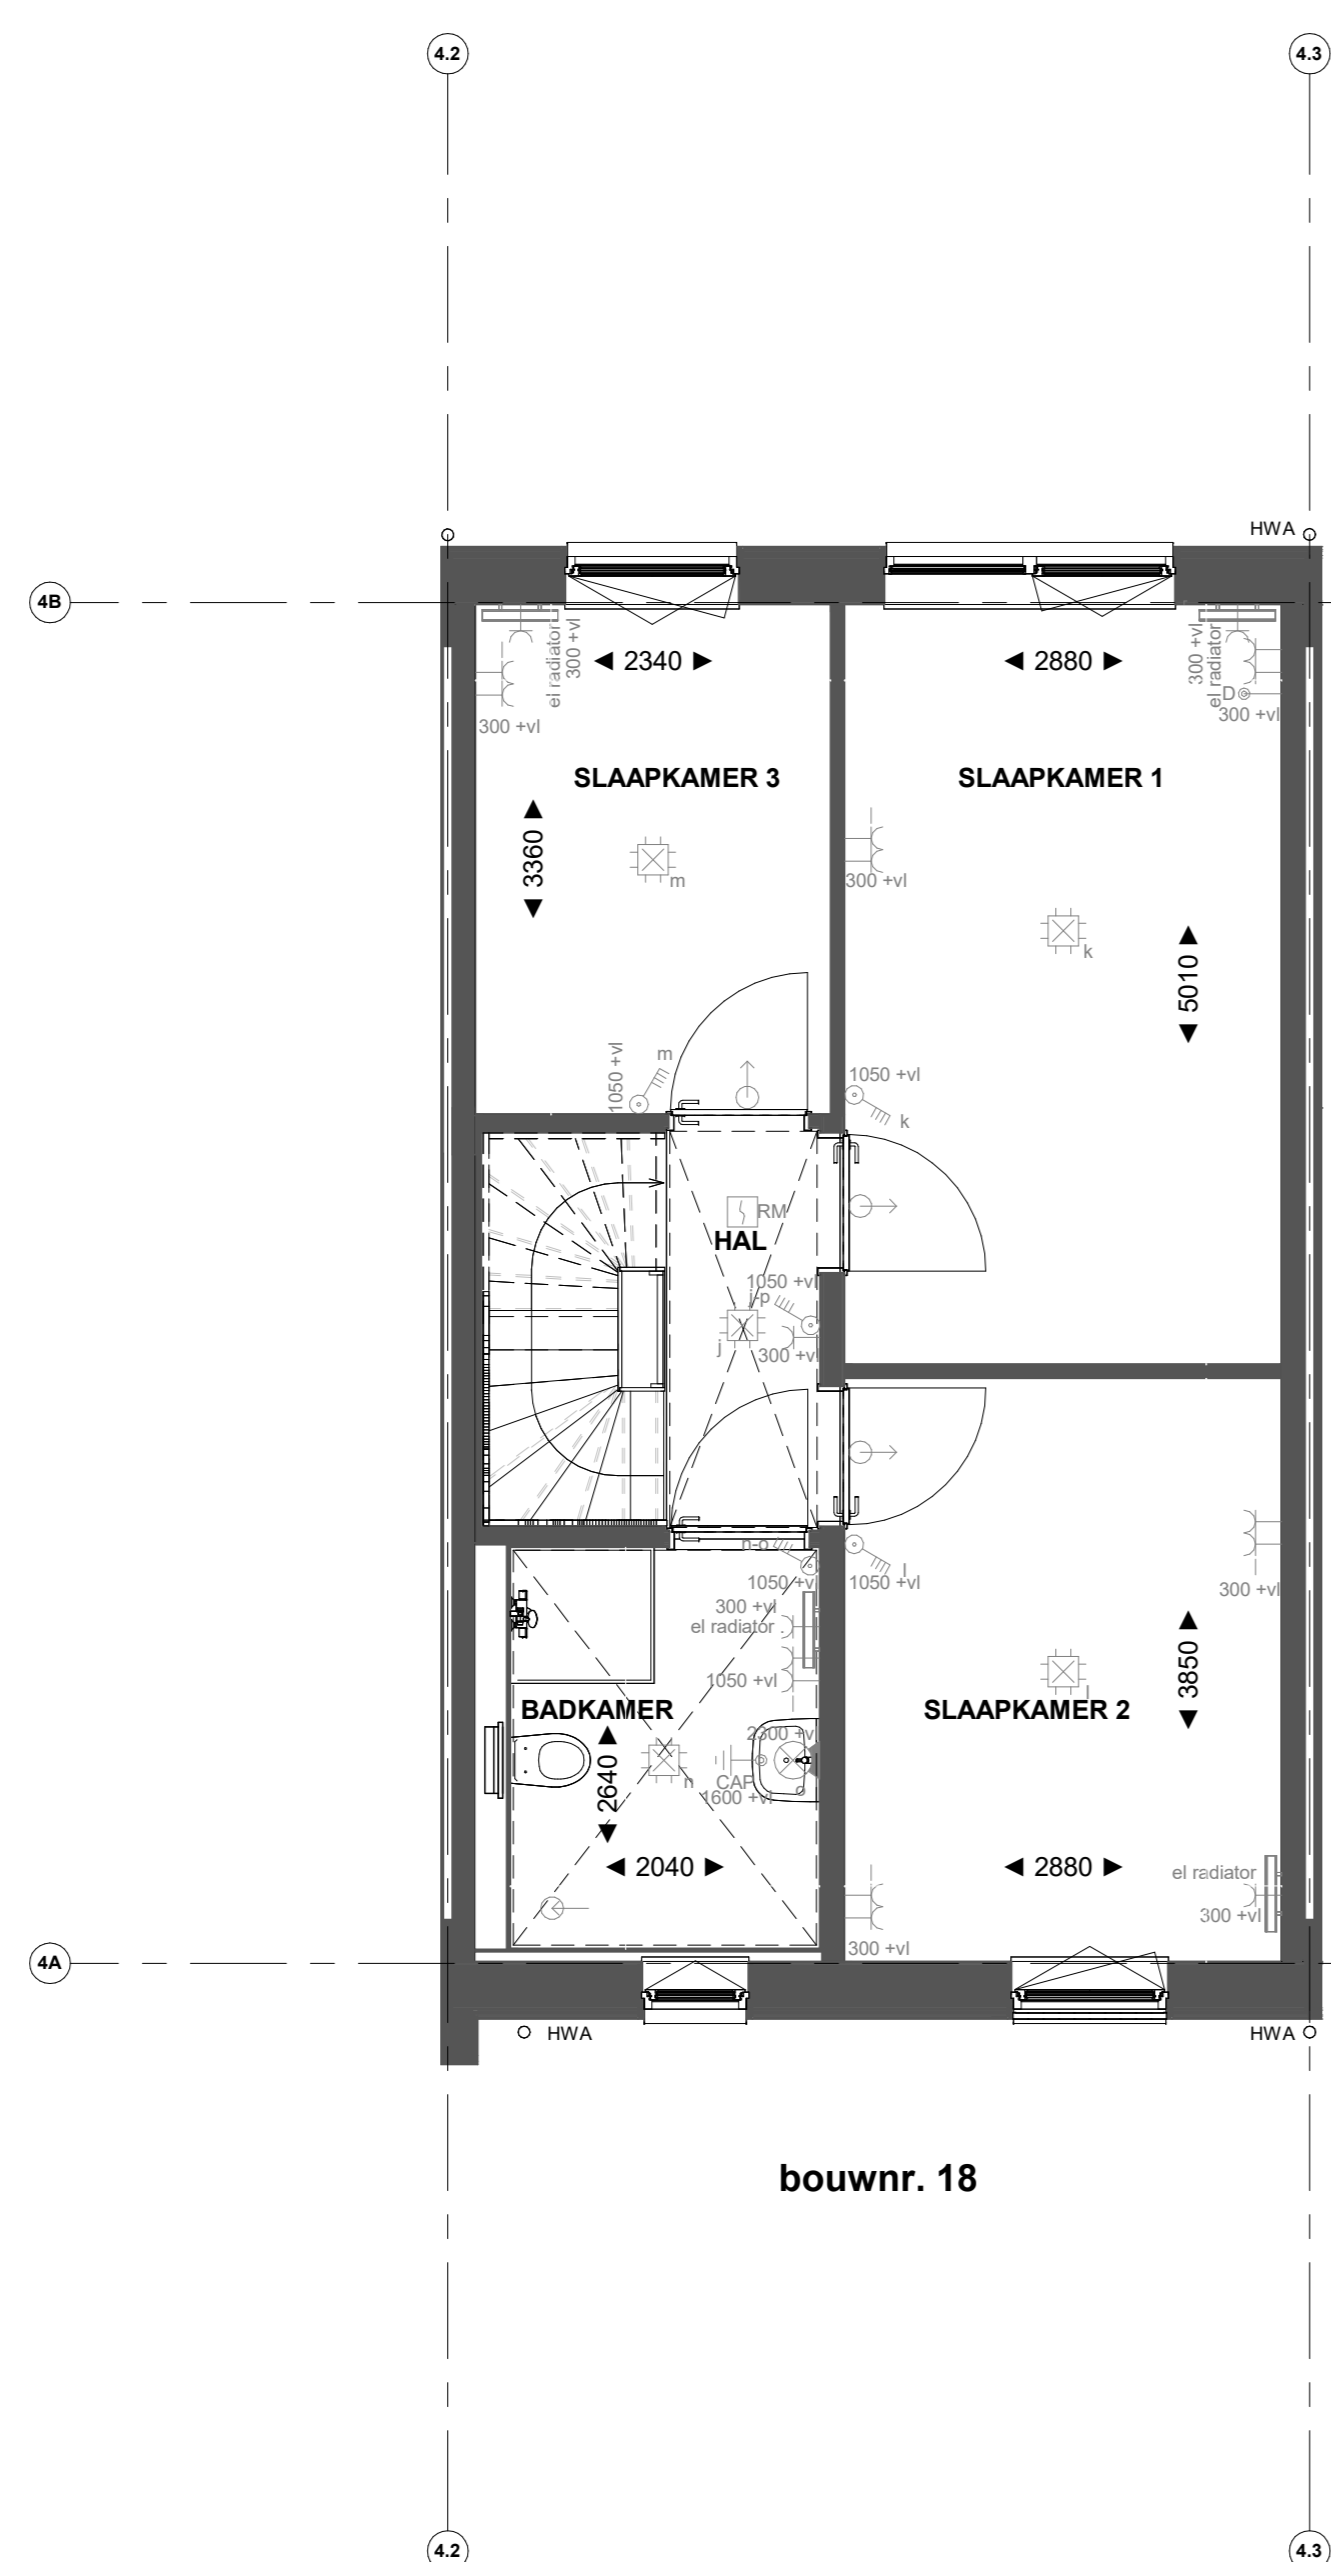 4.2
4.3
HWA
4B
el radiator
300 +vl
300 +vl
◄ 2340 ►
◄ 2880 ►
300 +vl
el radiator
D
300 +vl
SLAAPKAMER 3
SLAAPKAMER 1
◄ 3360 ►
m
300 +vl
k
◄ 5010 ►
1050 +vl
m
1050 +vl
k
RM
HAL
1050 +vl
j-p
j
300 +vl
n-o
1050 +vl
1050 +vl
l
300 +vl
300 +vl
el radiator
1050 +vl
BADKAMER
SLAAPKAMER 2
l
◄ 3850 ►
2300 +vl
◄ 2640 ►
n
CAP
o
1600 +vl
◄ 2040 ►
◄ 2880 ►
el radiator
300 +vl
300 +vl
4A
HWA
HWA
bouwnr. 18
4.2
4.3